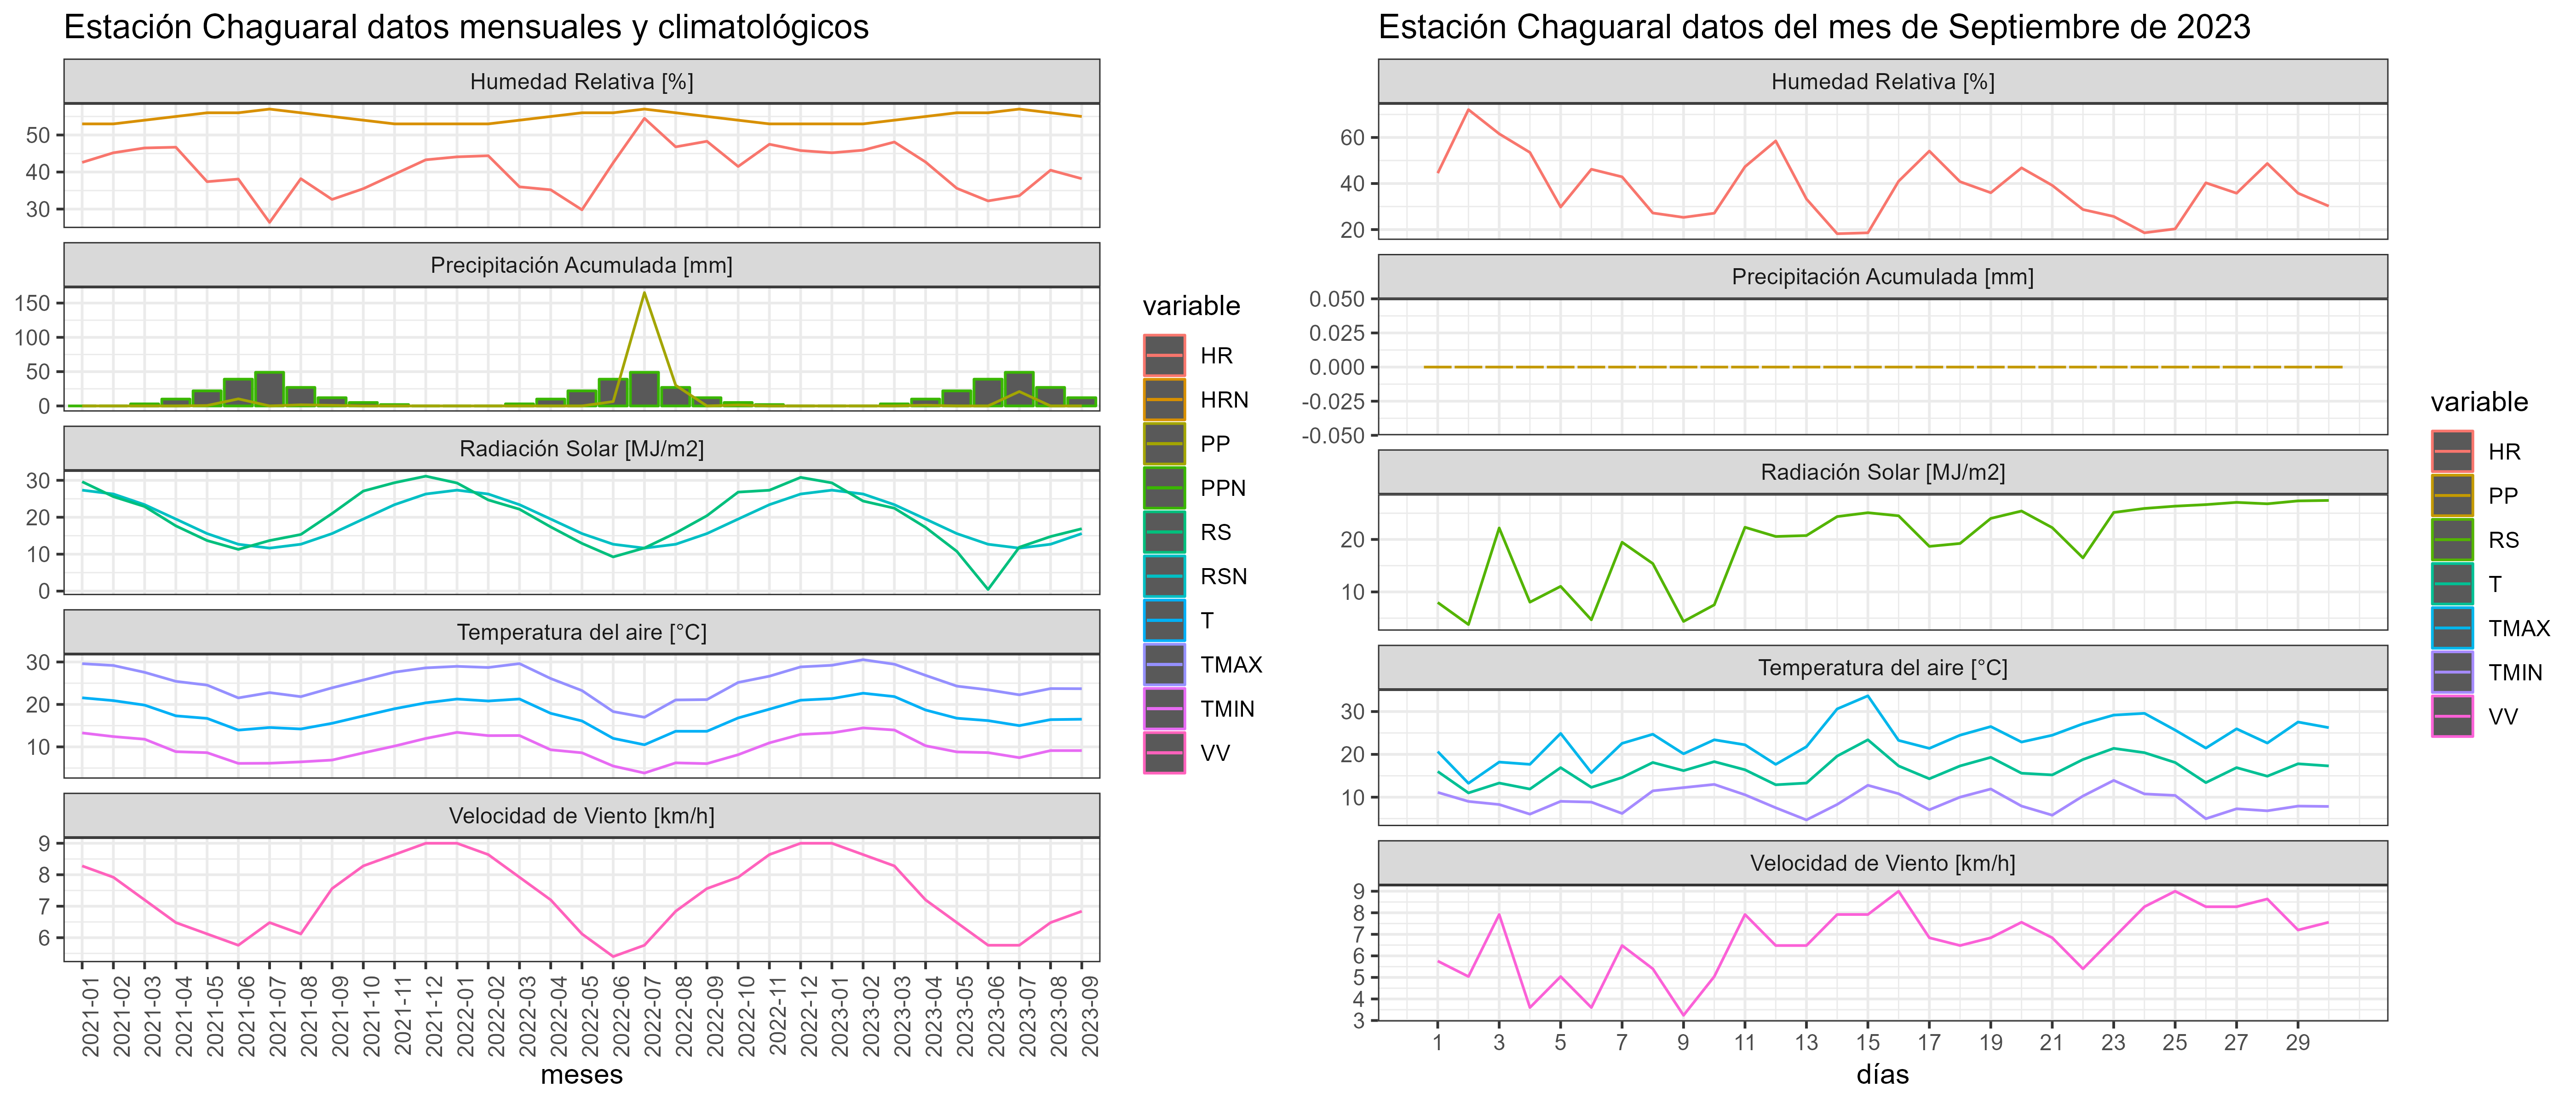 Estación Chaguaral datos mensuales y climatológicos
Humedad Relativa [%]
50
40
30
Precipitación Acumulada [mm]
150
100
50
0
Radiación Solar [MJ/m2]
30
20
10
0
Temperatura del aire [°C]
30
20
10
Velocidad de Viento [km/h]
9
8
7
6
2021-01 2021-02 2021-03 2021-04 2021-05 2021-06 2021-07 2021-08 2021-09 2021-10 2021-11 2021-12 2022-01 2022-02 2022-03 2022-04 2022-05 2022-06 2022-07 2022-08 2022-09 2022-10 2022-11 2022-12 2023-01 2023-02 2023-03 2023-04 2023-05 2023-06 2023-07 2023-08 2023-09
meses
variable
HR
HRN
PP
PPN
RS
RSN
T
TMAX
TMIN
VV
Estación Chaguaral datos del mes de Septiembre de 2023
Humedad Relativa [%]
60
40
20
Precipitación Acumulada [mm]
0.050
0.025
0.000
-0.025
-0.050
Radiación Solar [MJ/m2]
20
10
Temperatura del aire [°C]
30
20
10
Velocidad de Viento [km/h]
9
8
7
6
5
4
3
1 3 5 7 9 11 13 15 17 19 21 23 25 27 29
días
variable
HR
PP
RS
T
TMAX
TMIN
VV